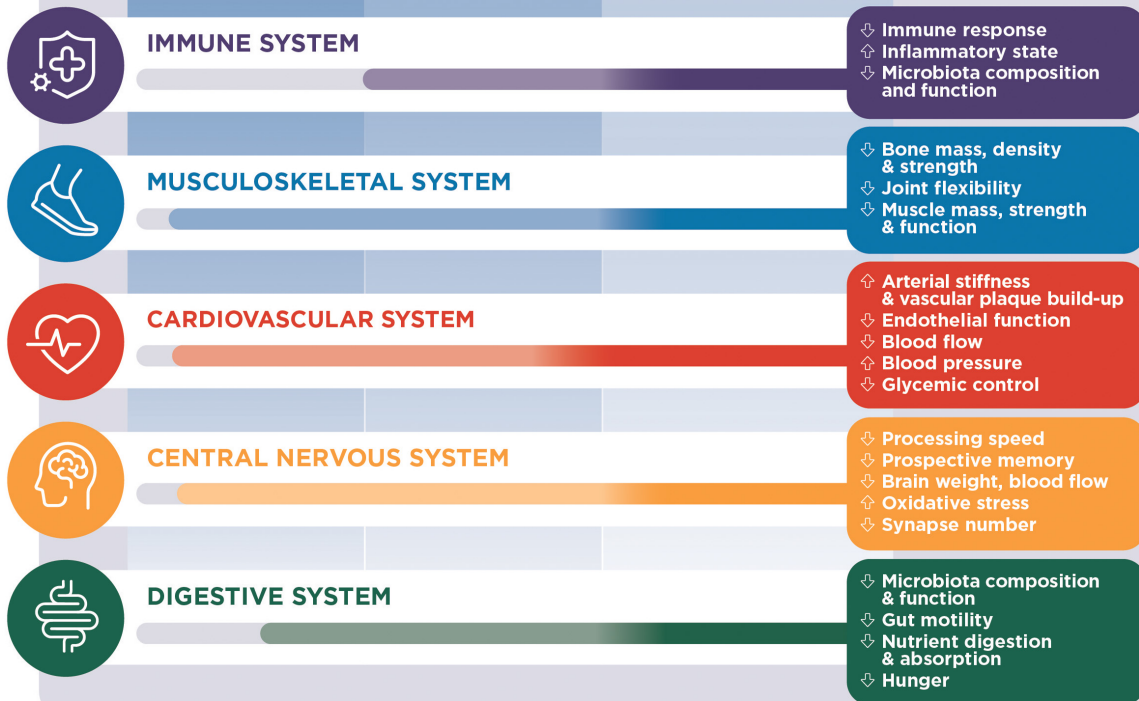 IMMUNE SYSTEM
⇩ Immune response
⇧ Inflammatory state
⇩ Microbiota composition
and function
MUSCULOSKELETAL SYSTEM
⇩ Bone mass, density
& strength
⇩ Joint flexibility
⇩ Muscle mass, strength
& function
CARDIOVASCULAR SYSTEM
⇧ Arterial stiffness
& vascular plaque build-up
⇩ Endothelial function
⇩ Blood flow
⇧ Blood pressure
⇩ Glycemic control
CENTRAL NERVOUS SYSTEM
⇩ Processing speed
⇩ Prospective memory
⇩ Brain weight, blood flow
⇧ Oxidative stress
⇩ Synapse number
DIGESTIVE SYSTEM
⇩ Microbiota composition
& function
⇩ Gut motility
⇩ Nutrient digestion
& absorption
⇩ Hunger